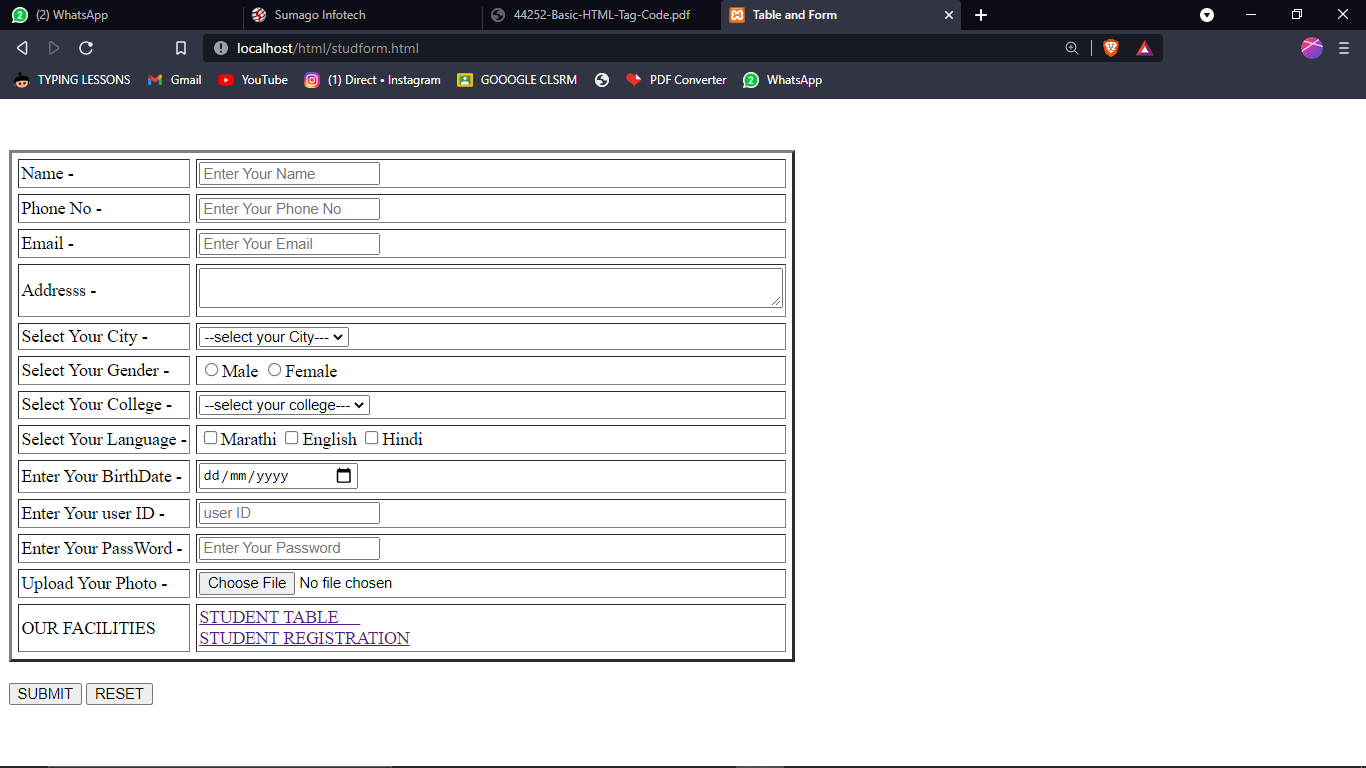 (2) WhatsApp Sumago Infotech 44252-Basic-HTML-Tag-Code.pdf Table and Form
localhost/html/studform.html
TYPING LESSONS Gmail YouTube (1) Direct • Instagram GOOOGLE CLSRM PDF Converter 2 WhatsApp
Name - Enter Your Name
Phone No - Enter Your Phone No
Email - Enter Your Email
Addresss -
Select Your City - --select your City---
Select Your Gender - Male Female
Select Your College - --select your college---
Select Your Language - Marathi English Hindi
Enter Your BirthDate - dd/mm/yyyy
Enter Your user ID - user ID
Enter Your PassWord - Enter Your Password
Upload Your Photo - Choose File No file chosen
OUR FACILITIES STUDENT TABLE
STUDENT REGISTRATION
SUBMIT RESET